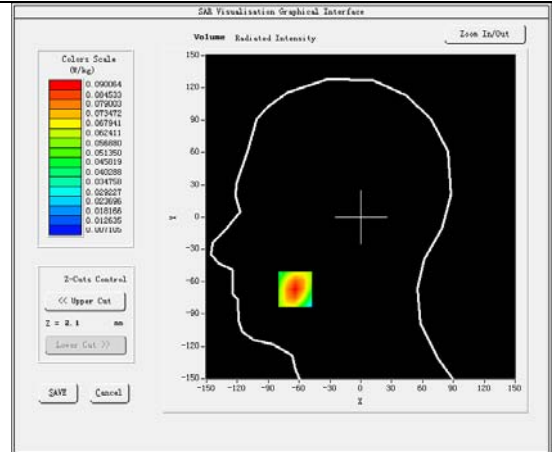 SAR Visualisation Graphical Interface
Volume Radiated Intensity
Zoom In/Out
Colors Scale
(W/kg)
0.090064
0.084533
0.079003
0.073472
0.067941
0.062411
0.056880
0.051350
0.045819
0.040288
0.034758
0.029227
0.023696
0.018166
0.012635
0.007105
150
120
90
60
30
0
-30
-60
-90
-120
-150
Y
-150 -120 -90 -60 -30 0 30 60 90 120 150
X
Z-Cuts Control
<< Upper Cut
Z = 2.1 mm
Lower Cut >>
SAVE Cancel